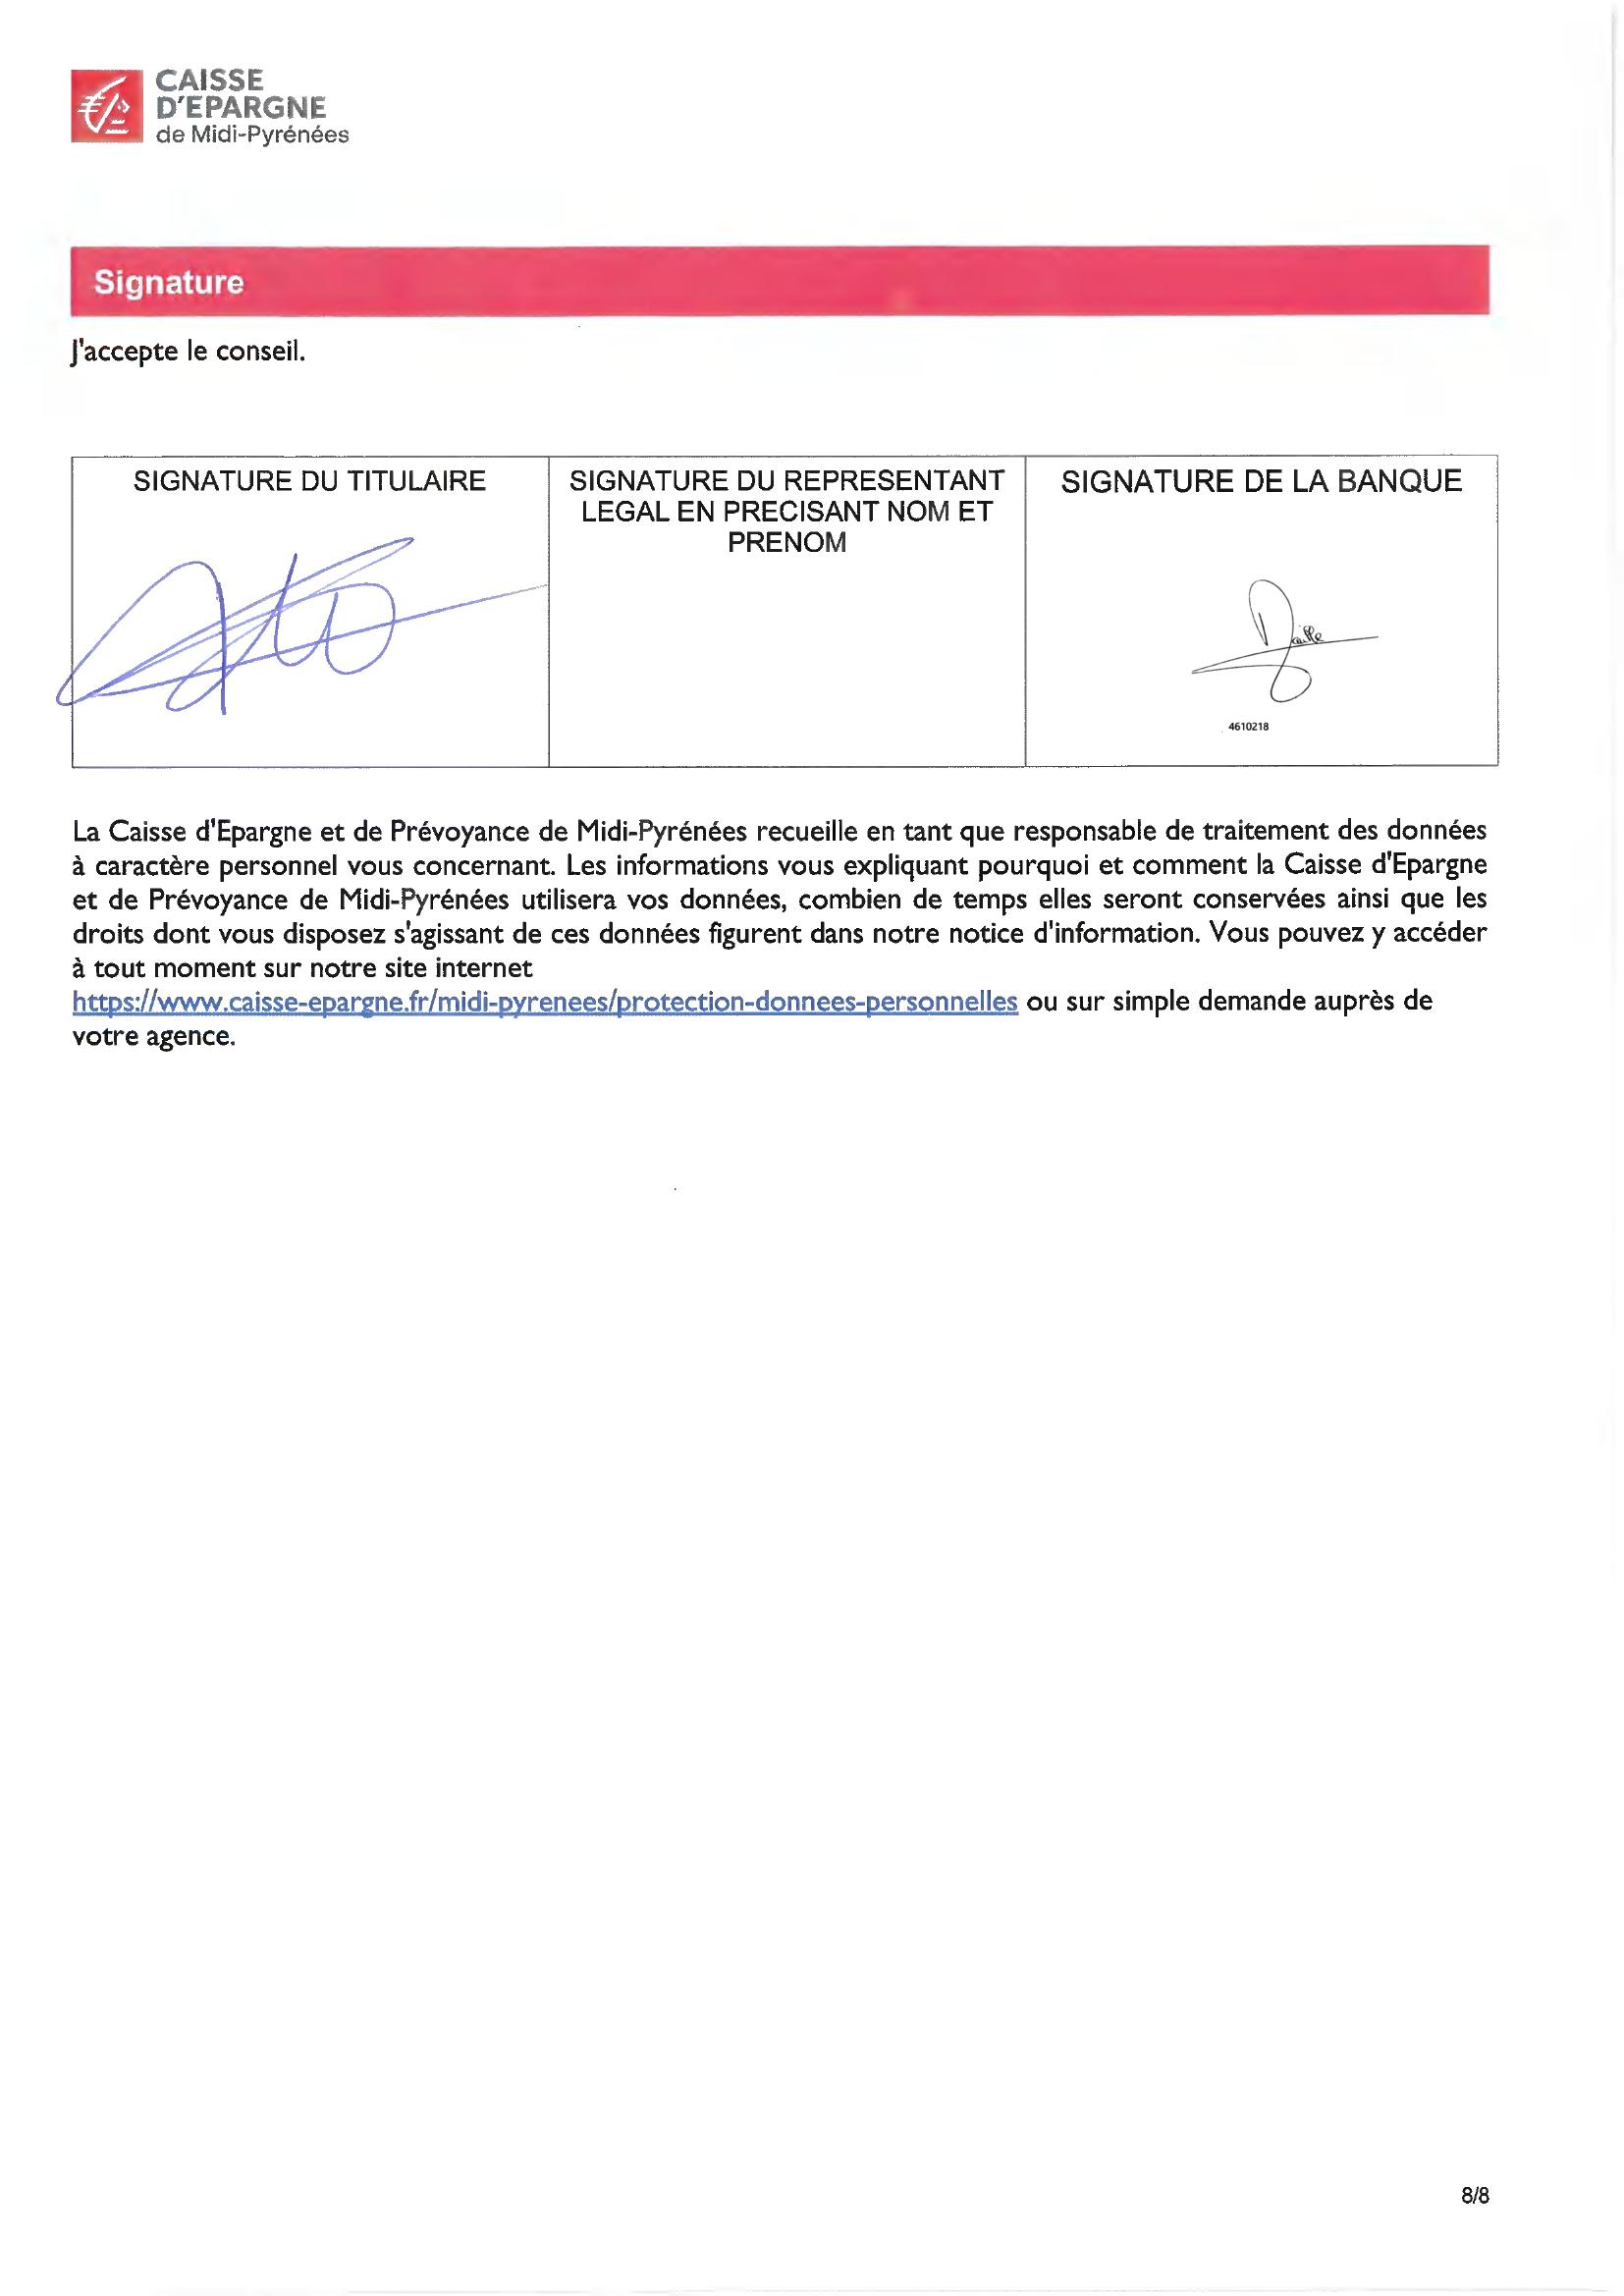 CAISSE
D'EPARGNE
de Midi-Pyrénées
Signature
J'accepte le conseil.
SIGNATURE DU TITULAIRE
SIGNATURE DU REPRESENTANT
LEGAL EN PRECISANT NOM ET
PRENOM
SIGNATURE DE LA BANQUE
4610218
La Caisse d'Epargne et de Prévoyance de Midi-Pyrénées recueille en tant que responsable de traitement des données
à caractère personnel vous concernant. Les informations vous expliquant pourquoi et comment la Caisse d'Epargne
et de Prévoyance de Midi-Pyrénées utilisera vos données, combien de temps elles seront conservées ainsi que les
droits dont vous disposez s'agissant de ces données figurent dans notre notice d'information. Vous pouvez y accéder
à tout moment sur notre site internet
https://www.caisse-epargne.fr/midi-pyrenees/protection-donnees-personnelles ou sur simple demande auprès de
votre agence.
8/8